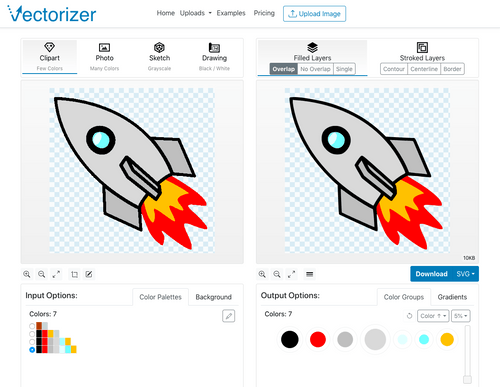 Vectorizer
Home Uploads Examples Pricing Upload Image
Clipart Photo Sketch Drawing
Few Colors Many Colors Grayscale Black / White
Filled Layers Stroked Layers
Overlap No Overlap Single Contour Centerline Border
10KB
Download SVG
Input Options: Color Palettes Background
Colors: 7
Output Options: Color Groups Gradients
Colors: 7 Color ↑ 5%